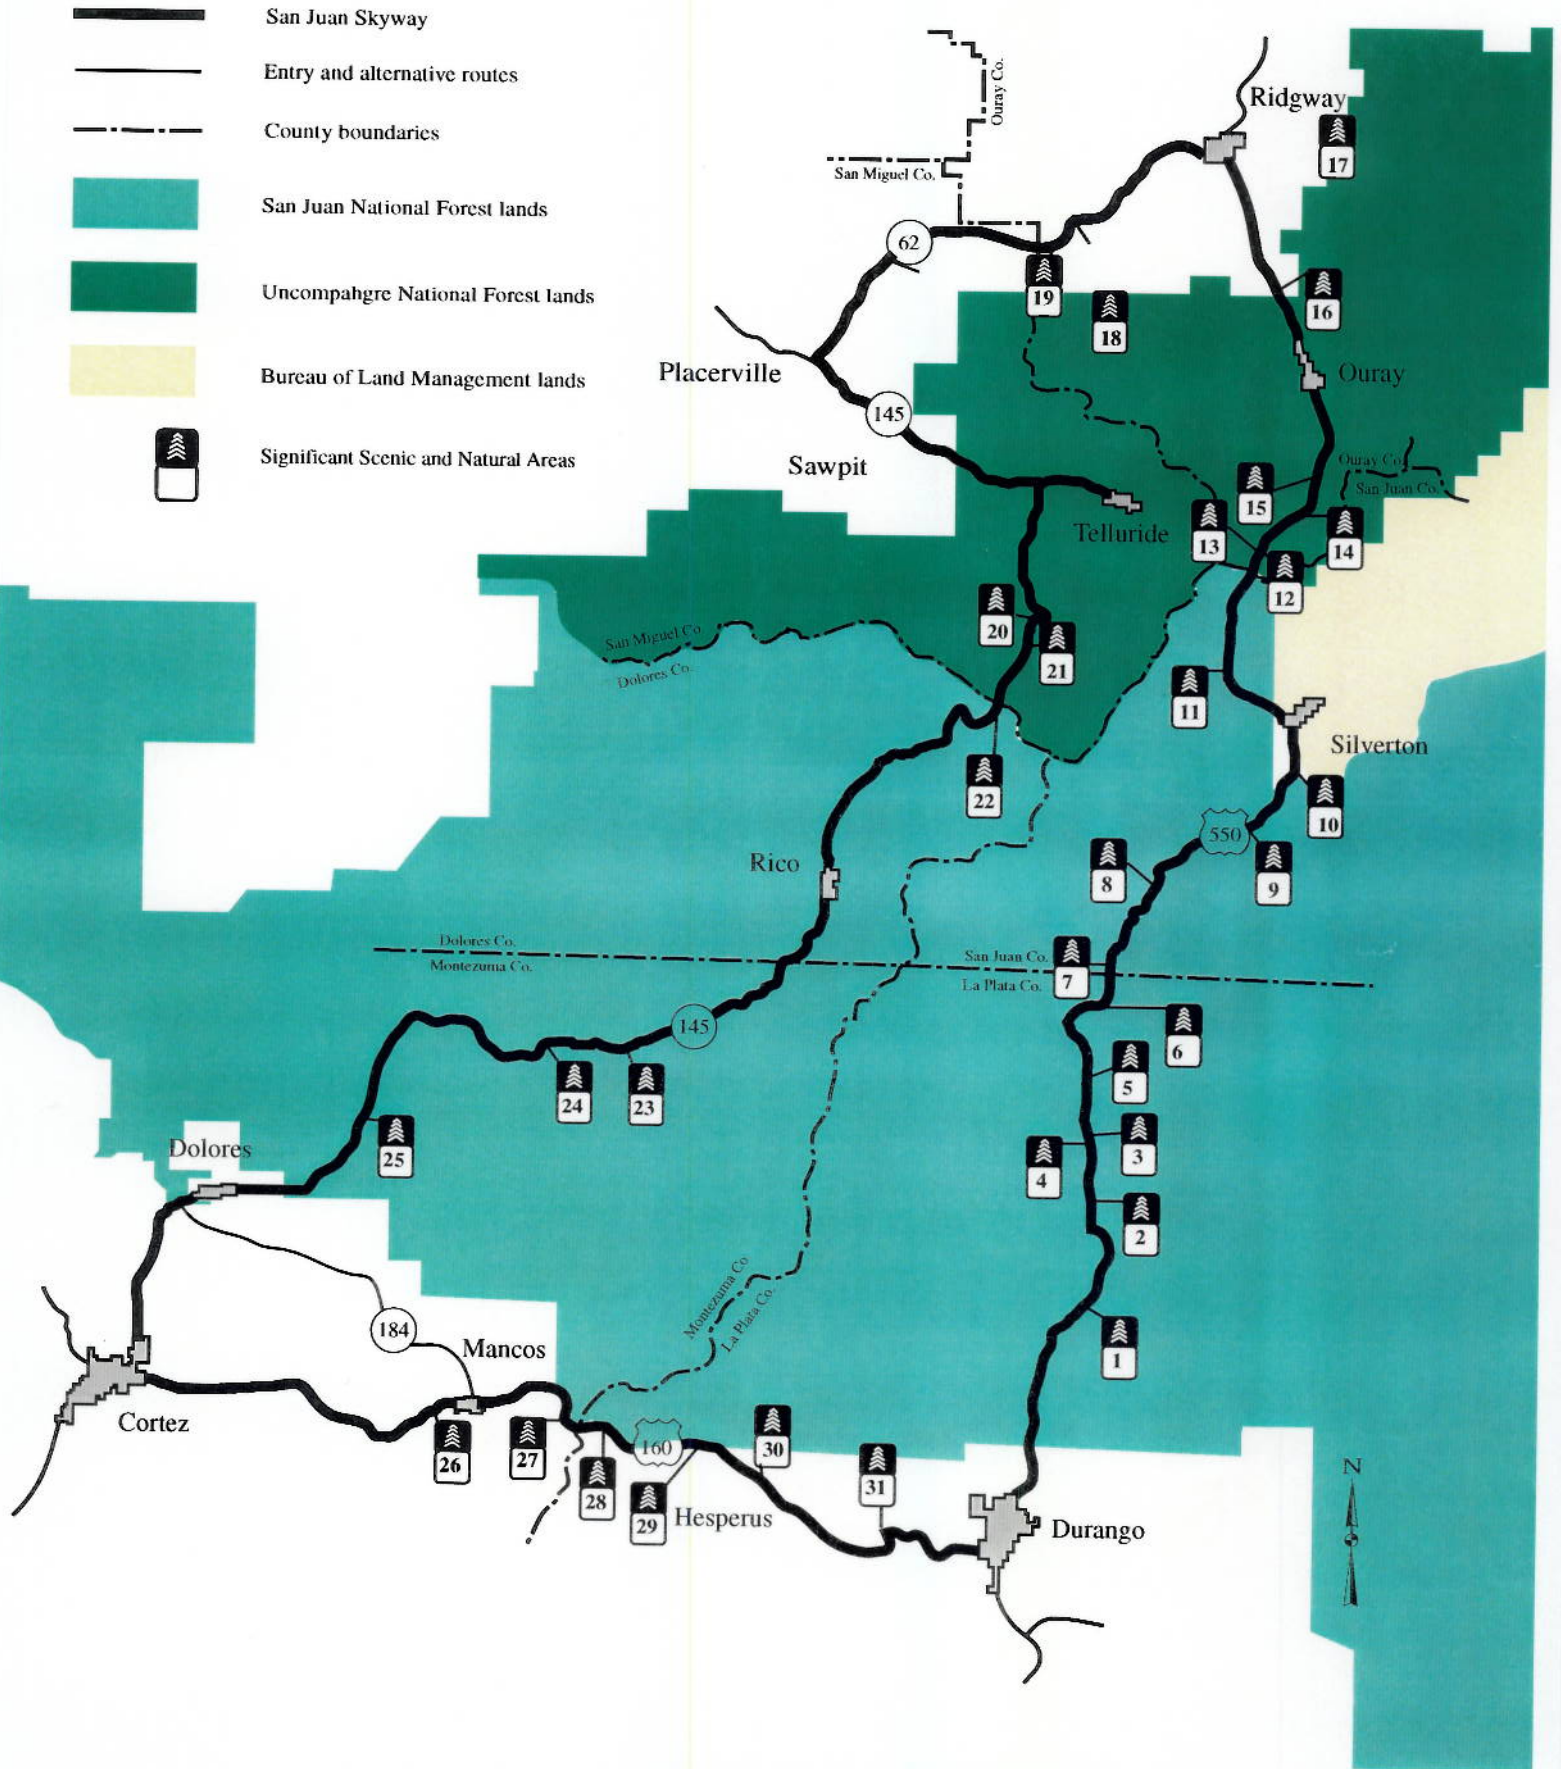 San Juan Skyway
Entry and alternative routes
County boundaries
San Juan National Forest lands
Uncompahgre National Forest lands
Bureau of Land Management lands
Significant Scenic and Natural Areas
Ouray Co.
Ridgway
17
San Miguel Co.
62
19
18
16
Placerville
Ouray
145
Sawpit
Ouray Co.
San Juan Co.
15
Telluride
13
14
12
20
San Miguel Co
Dolores Co.
21
11
Silverton
22
10
550
Rico
8
9
Dolores Co.
Montezuma Co.
San Juan Co.
La Plata Co.
7
145
6
5
24
23
Dolores
25
3
4
2
Montezuma Co
La Plata Co.
184
Mancos
1
Cortez
26
27
160
30
28
29
Hesperus
31
N
Durango